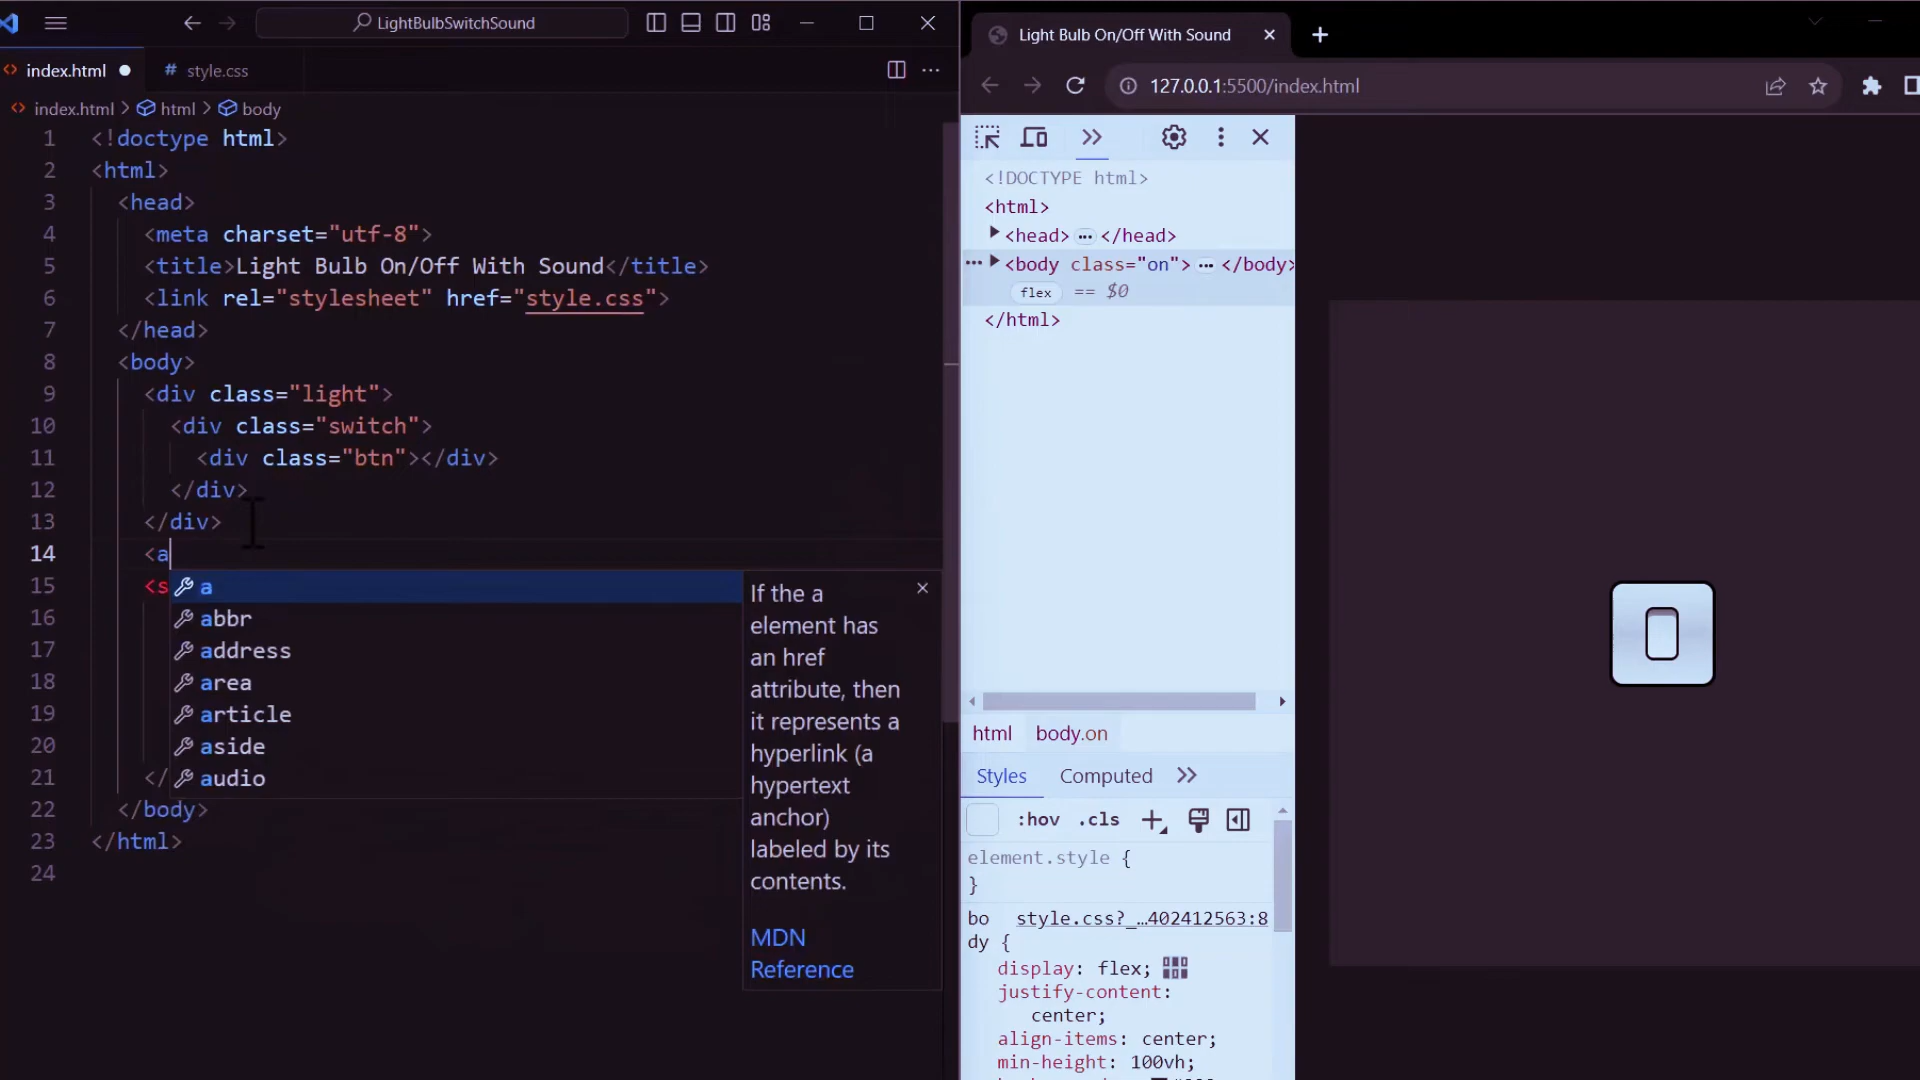 LightBulbSwitchSound
index.html
# style.css
index.html > html > body
1 <!doctype html>
2 <html>
3 <head>
4 <meta charset="utf-8">
5 <title>Light Bulb On/Off With Sound</title>
6 <link rel="stylesheet" href="style.css">
7 </head>
8 <body>
9 <div class="light">
10 <div class="switch">
11 <div class="btn"></div>
12 </div>
13 </div>
14 <a
15 <s
16
17
18
19
20
21 </
22 </body>
23 </html>
24
a
abbr
address
area
article
aside
audio
If the a
element has
an href
attribute, then
it represents a
hyperlink (a
hypertext
anchor)
labeled by its
contents.
MDN
Reference
Light Bulb On/Off With Sound
127.0.0.1:5500/index.html
<!DOCTYPE html>
<html>
<head> ... </head>
... <body class="on"> ... </body>
flex == $0
</html>
html body.on
Styles Computed
:hov .cls
element.style {
}
bo style.css?_…402412563:8
dy {
display: flex;
justify-content:
center;
align-items: center;
min-height: 100vh;